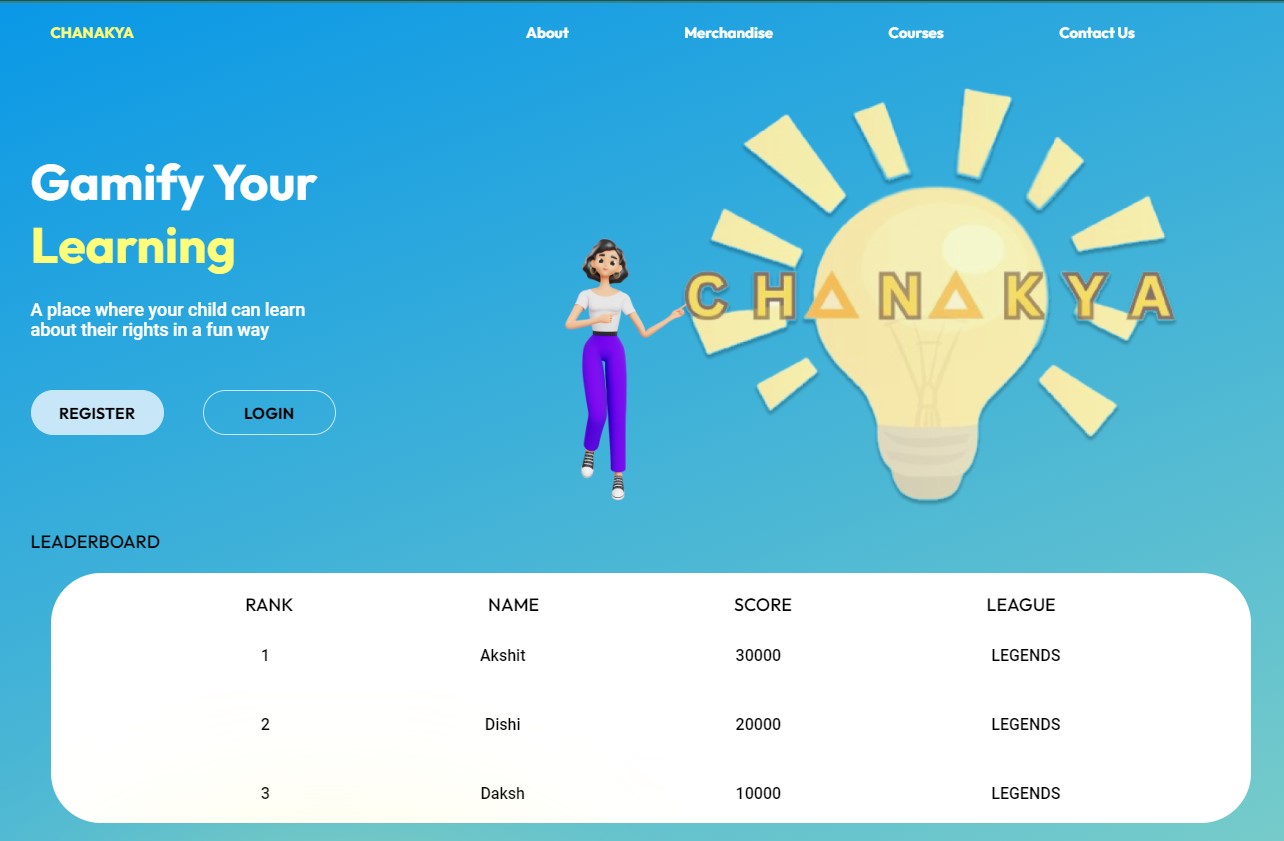 CHANAKYA About Merchandise Courses Contact Us
Gamify Your
Learning
A place where your child can learn
about their rights in a fun way
REGISTER LOGIN
CHANAKYA
LEADERBOARD
RANK NAME SCORE LEAGUE
1 Akshit 30000 LEGENDS
2 Dishi 20000 LEGENDS
3 Daksh 10000 LEGENDS